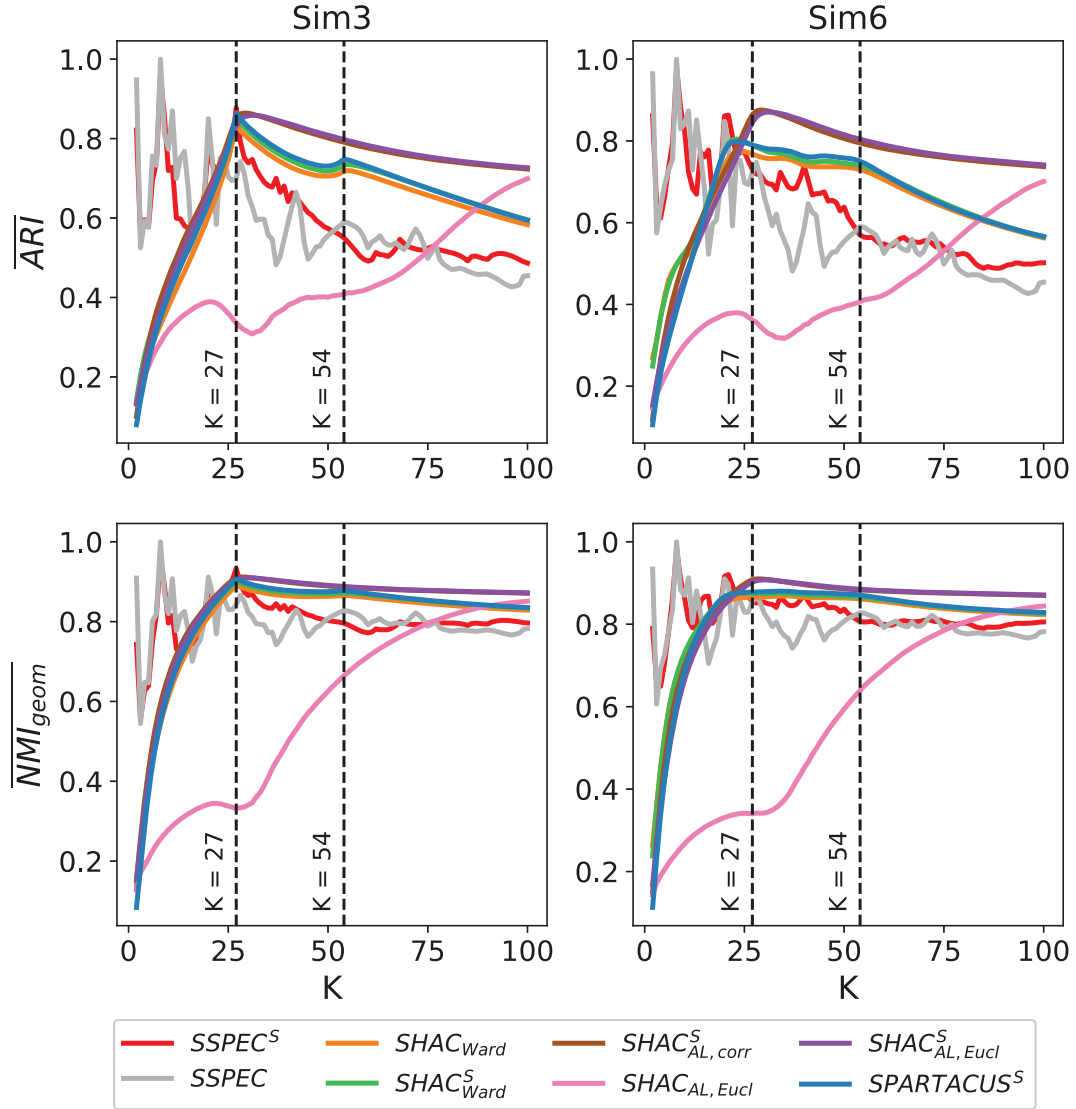 Sim3
Sim6
ARI
1.0
0.8
0.6
0.4
0.2
K = 27
K = 54
0
25
50
75
100
1.0
0.8
0.6
0.4
0.2
K = 27
K = 54
0
25
50
75
100
NMI_geom
1.0
0.8
0.6
0.4
0.2
K = 27
K = 54
0
25
50
75
100
K
1.0
0.8
0.6
0.4
0.2
K = 27
K = 54
0
25
50
75
100
K
SSPEC^S
SHAC_Ward
SHAC^S_AL, corr
SHAC^S_AL, Eucl
SSPEC
SHAC^S_Ward
SHAC_AL, Eucl
SPARTACUS^S